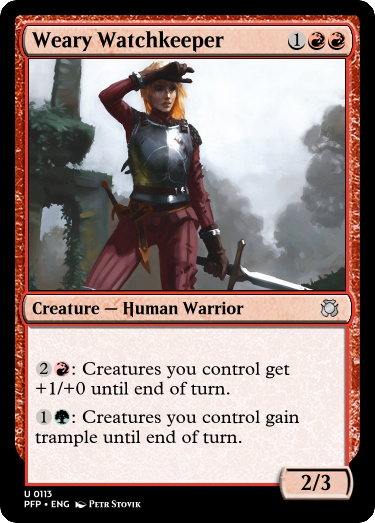 Weary Watchkeeper 1
Creature — Human Warrior
2 : Creatures you control get
+1/+0 until end of turn.
1 : Creatures you control gain
trample until end of turn.
2/3
U 0113
PFP • ENG Petr Stovik